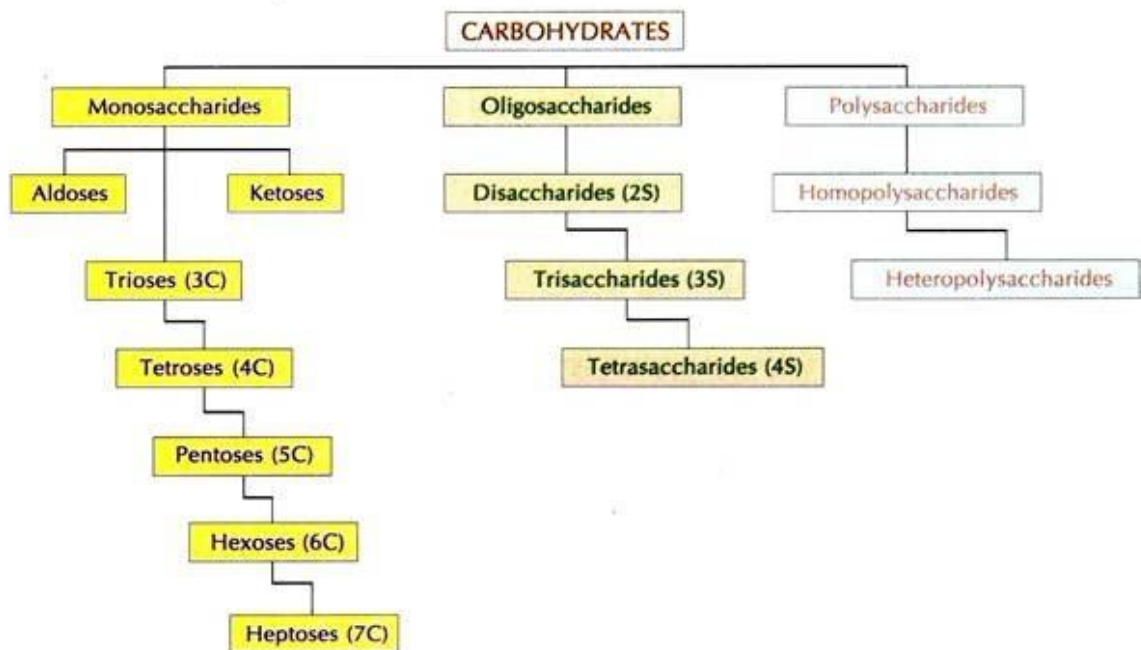 CARBOHYDRATES
Monosaccharides
Oligosaccharides
Polysaccharides
Aldoses
Ketoses
Disaccharides (2S)
Homopolysaccharides
Trioses (3C)
Trisaccharides (3S)
Heteropolysaccharides
Tetroses (4C)
Tetrasaccharides (4S)
Pentoses (5C)
Hexoses (6C)
Heptoses (7C)